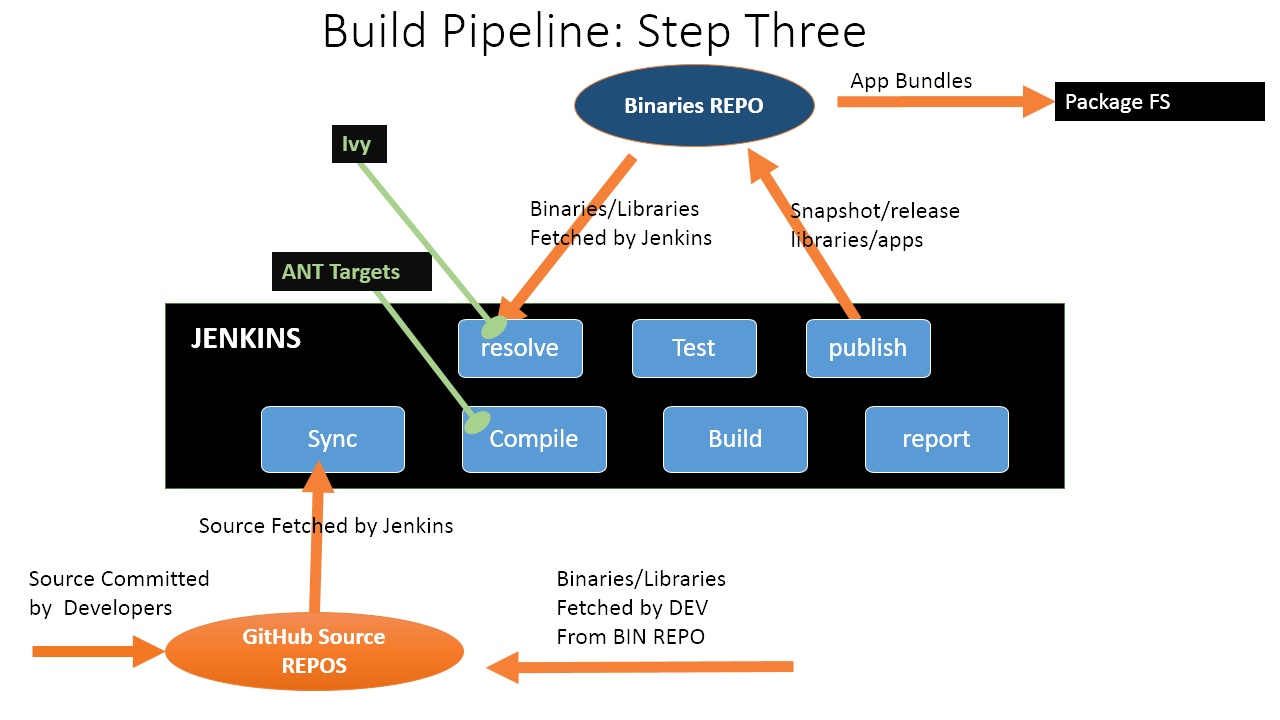 Build Pipeline: Step Three
App Bundles
Binaries REPO
Package FS
Ivy
Binaries/Libraries
Fetched by Jenkins
Snapshot/release
libraries/apps
ANT Targets
JENKINS
resolve
Test
publish
Sync
Compile
Build
report
Source Fetched by Jenkins
Source Committed
by  Developers
Binaries/Libraries
Fetched by DEV
From BIN REPO
GitHub Source
REPOS